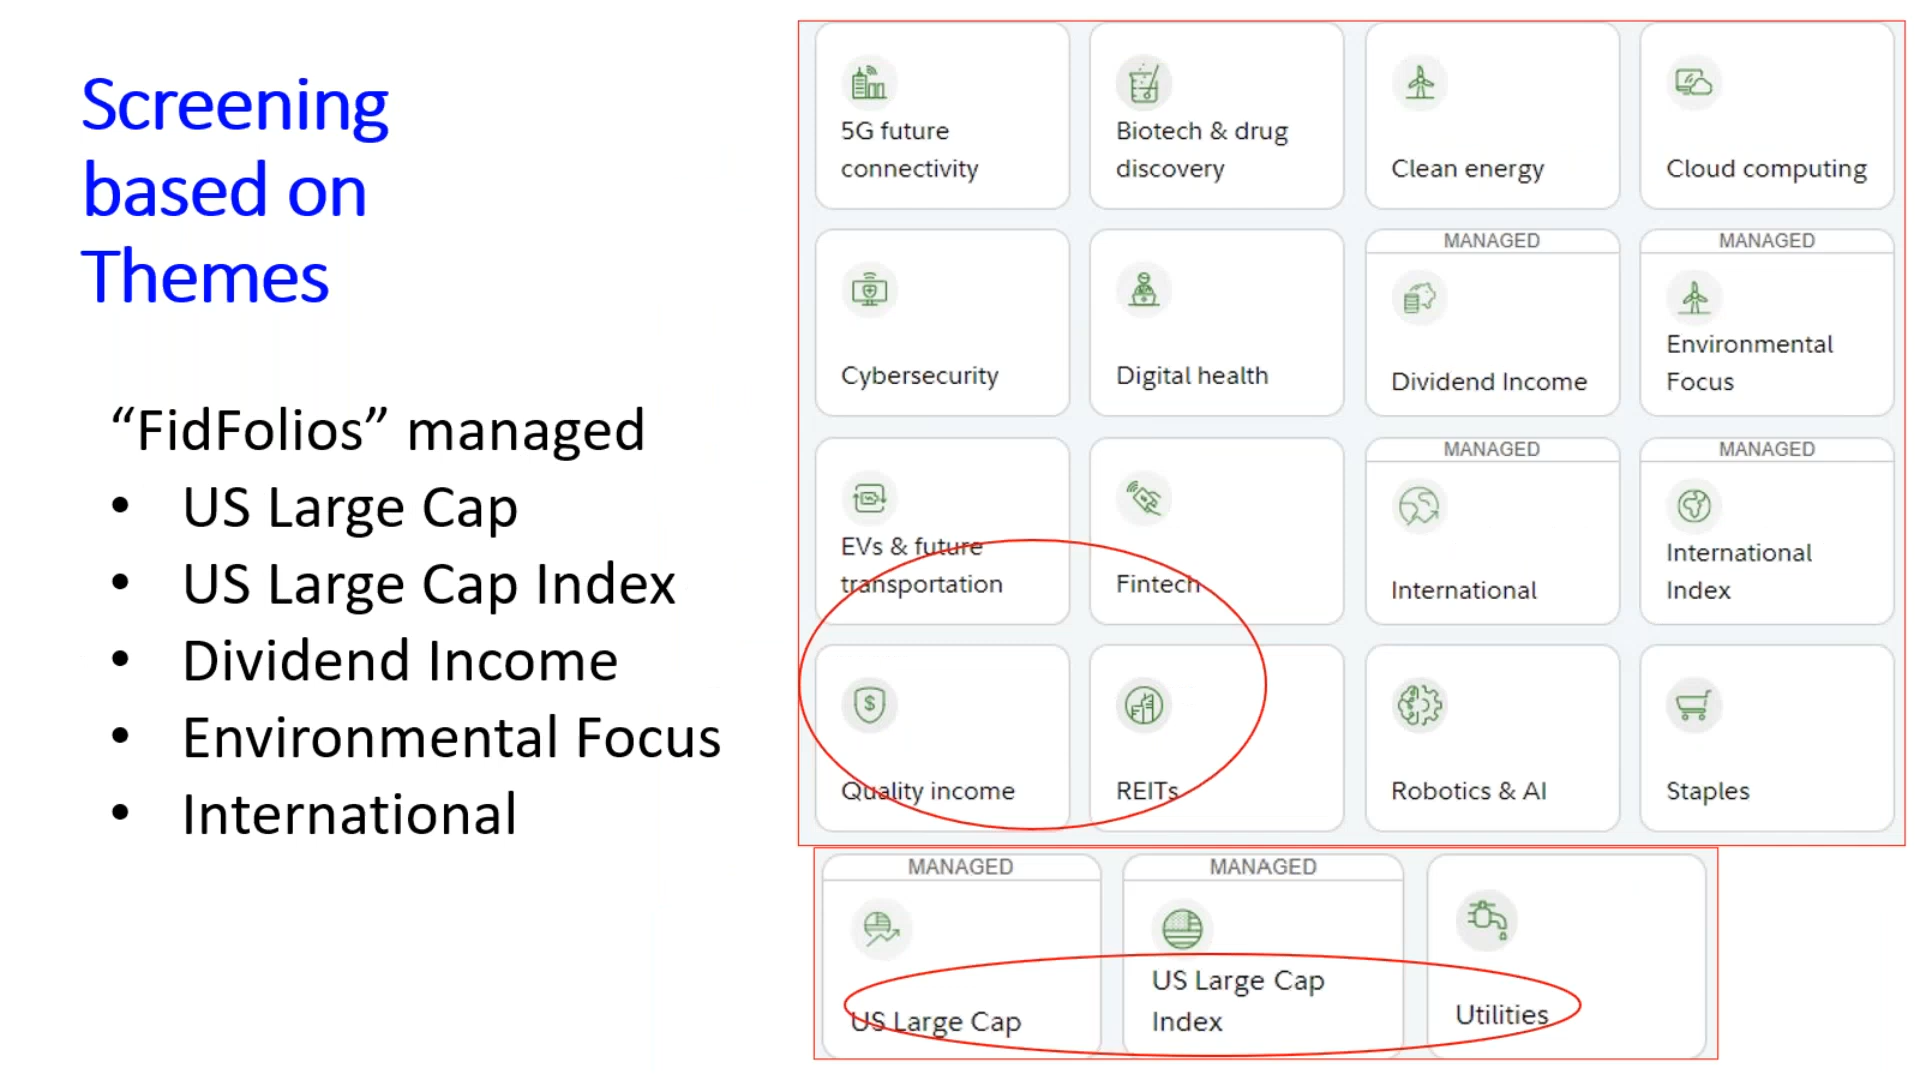 Screening
based on
Themes
“FidFolios” managed
• US Large Cap
• US Large Cap Index
• Dividend Income
• Environmental Focus
• International
5G future
connectivity
Biotech & drug
discovery
Clean energy
Cloud computing
Cybersecurity
Digital health
MANAGED
Dividend Income
MANAGED
Environmental
Focus
EVs & future
transportation
Fintech
MANAGED
International
MANAGED
International
Index
Quality income
REITs
Robotics & AI
Staples
MANAGED
US Large Cap
MANAGED
US Large Cap
Index
Utilities